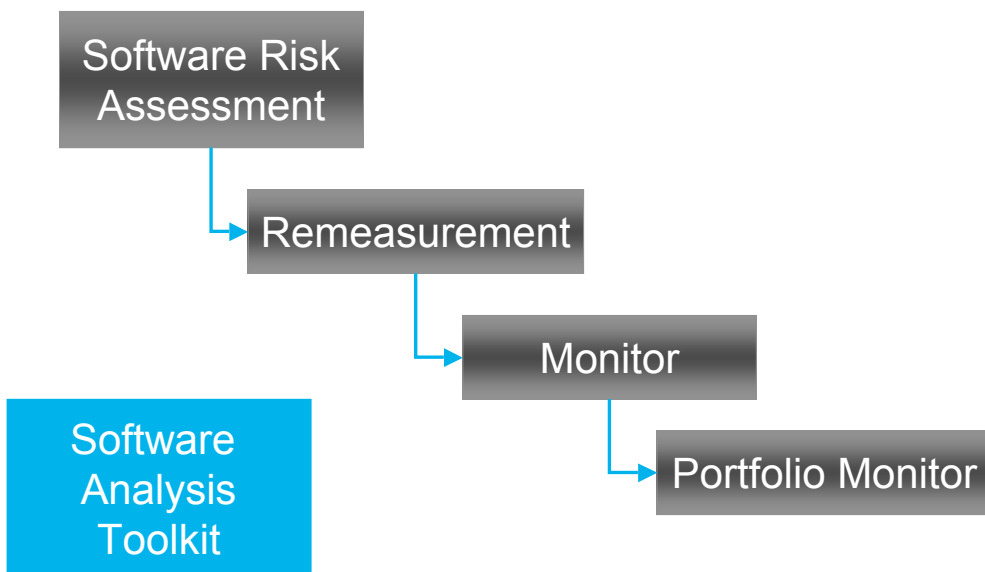 Software Risk
Assessment
Remeasurement
Monitor
Portfolio Monitor
Software
Analysis
Toolkit